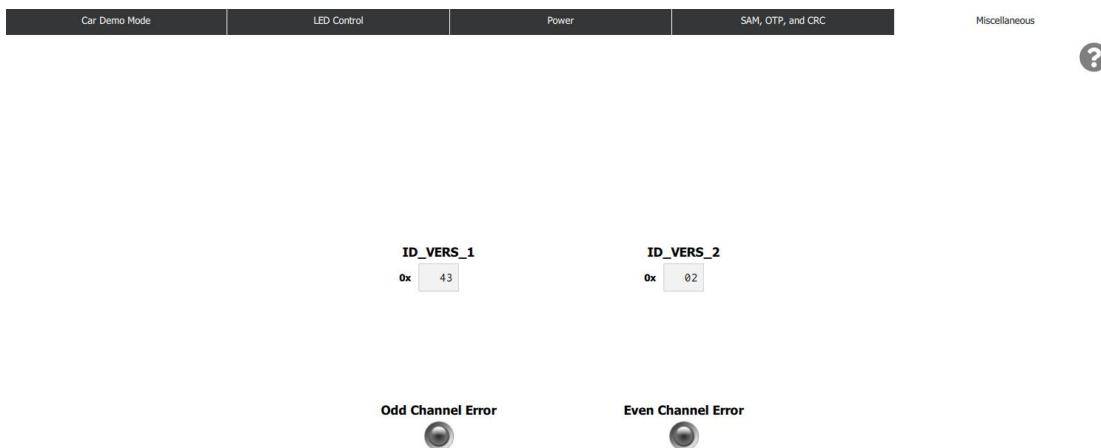 Car Demo Mode LED Control Power SAM, OTP, and CRC Miscellaneous
?
ID_VERS_1 ID_VERS_2
0x 43 0x 02
Odd Channel Error Even Channel Error